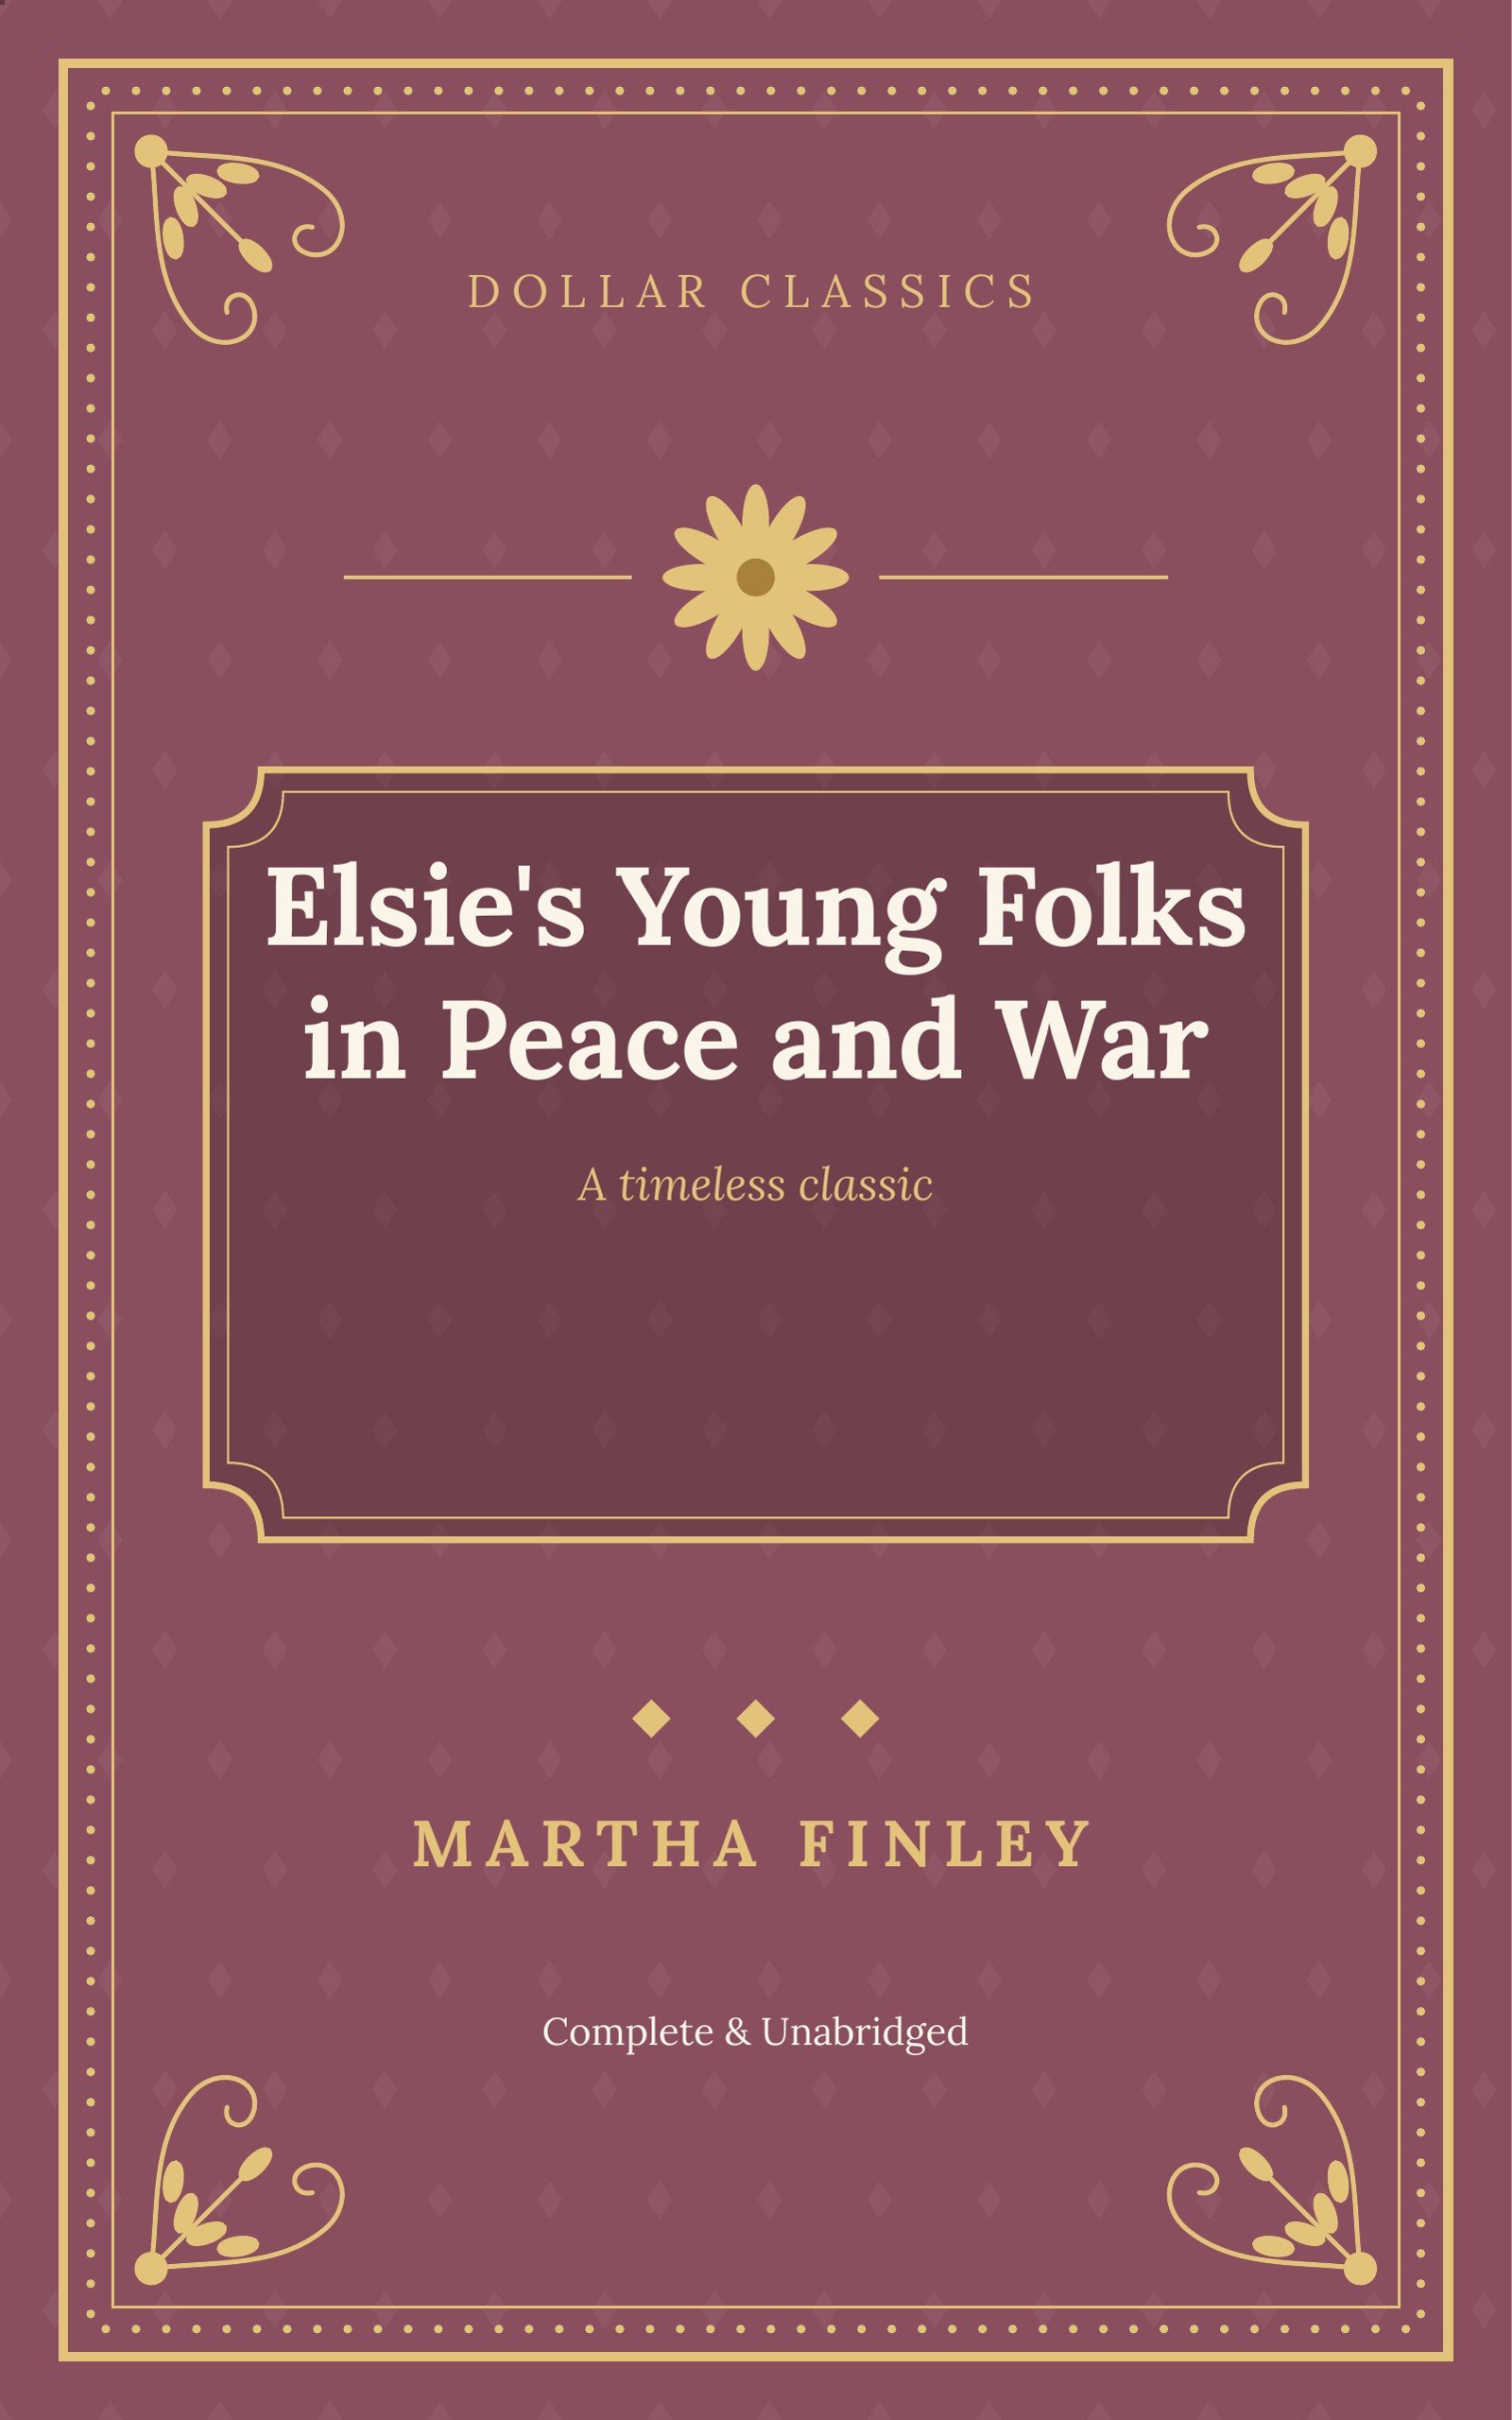 DOLLAR CLASSICS
Elsie's Young Folks
in Peace and War
A timeless classic
MARTHA FINLEY
Complete & Unabridged